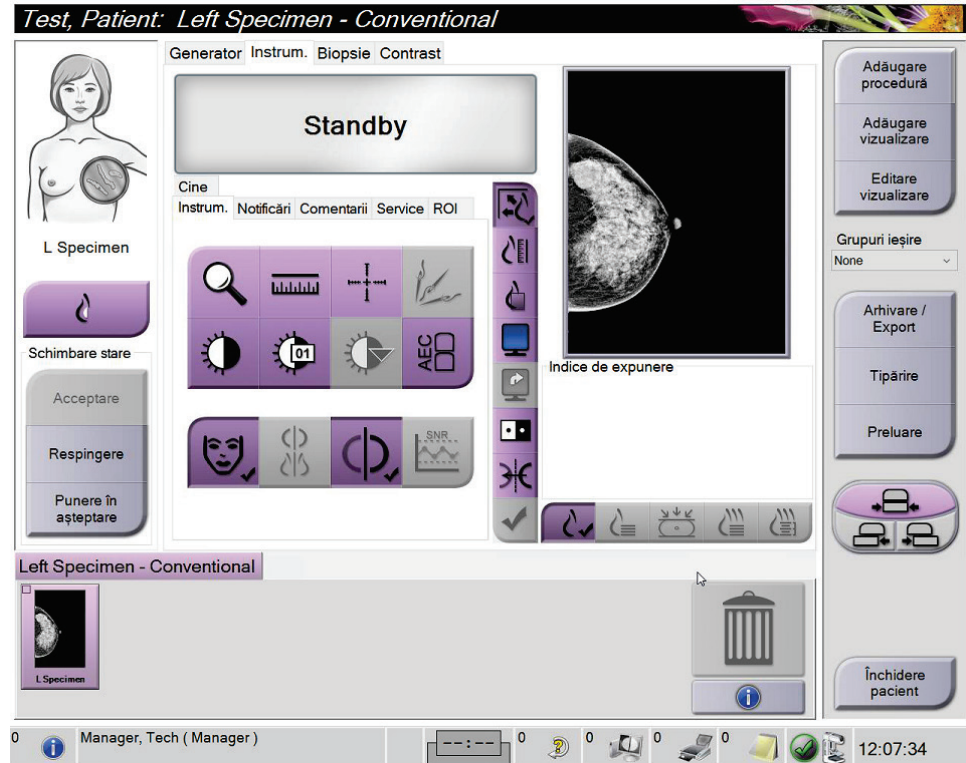 Test, Patient: Left Specimen - Conventional
Generator Instrum. Biopsie Contrast
Standby
Cine
Instrum. Notificări Comentarii Service ROI
01
AEC
SNR
L Specimen
Schimbare stare
Acceptare
Respingere
Punere în
așteptare
Indice de expunere
Adăugare
procedură
Adăugare
vizualizare
Editare
vizualizare
Grupuri ieșire
None
Arhivare /
Export
Tipărire
Preluare
Left Specimen - Conventional
L Specimen
Închidere
pacient
0 Manager, Tech ( Manager ) --:-- 0 0 0 0 12:07:34